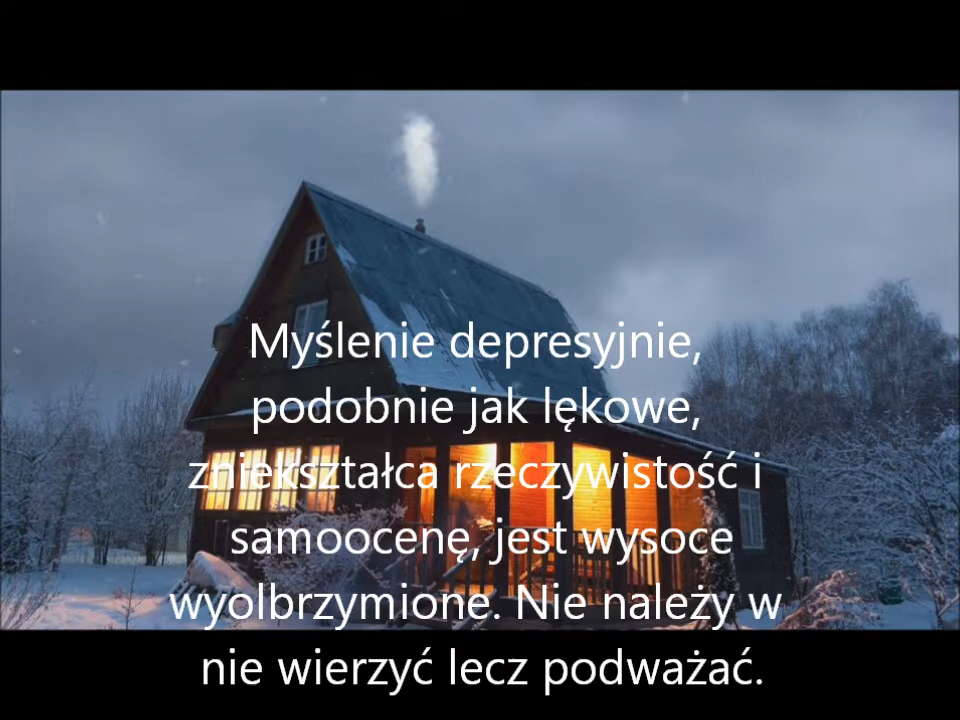 Myślenie depresyjnie,
podobnie jak lękowe,
zniekształca rzeczywistość i
samoocenę, jest wysoce
wyolbrzymione. Nie należy w
nie wierzyć lecz podważać.